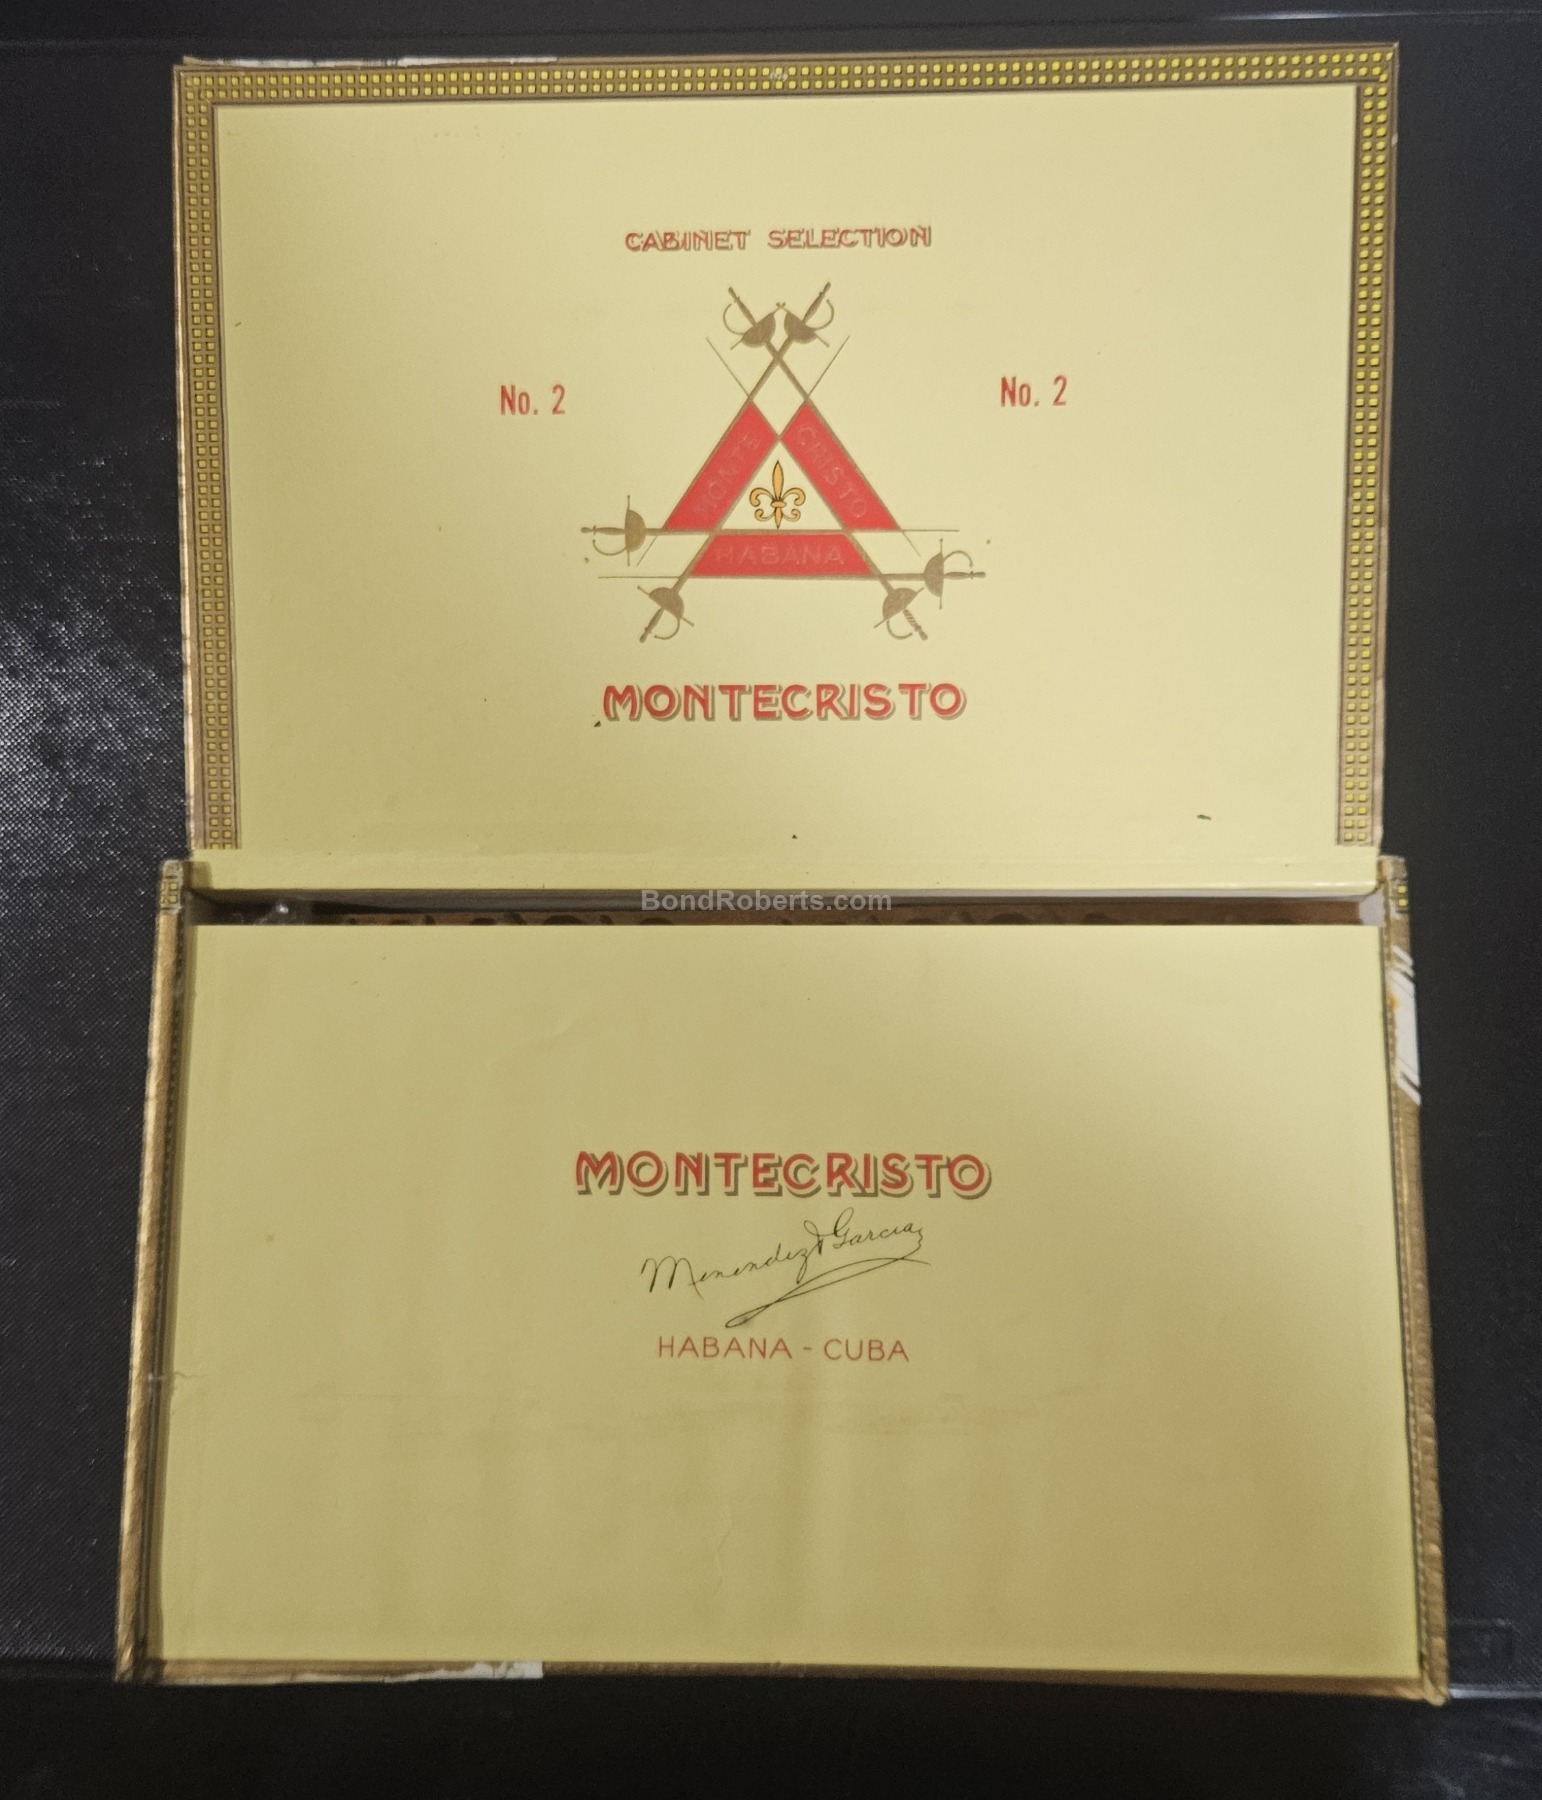 CABINET SELECTION
No. 2
No. 2
MONTE
CRISTO
HABANA
MONTECRISTO
BondRoberts.com
MONTECRISTO
Menendez y Garcia
HABANA - CUBA